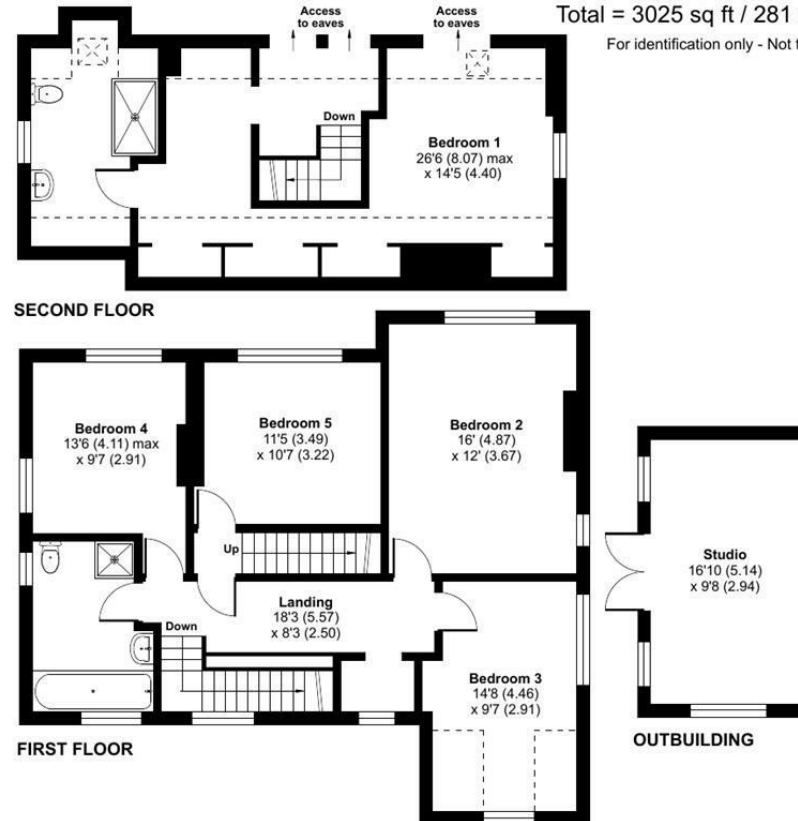 Total = 3025 sq ft / 281
For identification only - Not
Access
to eaves
Access
to eaves
Down
Bedroom 1
26'6 (8.07) max
x 14'5 (4.40)
SECOND FLOOR
Bedroom 4
13'6 (4.11) max
x 9'7 (2.91)
Bedroom 5
11'5 (3.49)
x 10'7 (3.22)
Bedroom 2
16' (4.87)
x 12' (3.67)
Up
Landing
18'3 (5.57)
x 8'3 (2.50)
Down
Bedroom 3
14'8 (4.46)
x 9'7 (2.91)
FIRST FLOOR
Studio
16'10 (5.14)
x 9'8 (2.94)
OUTBUILDING